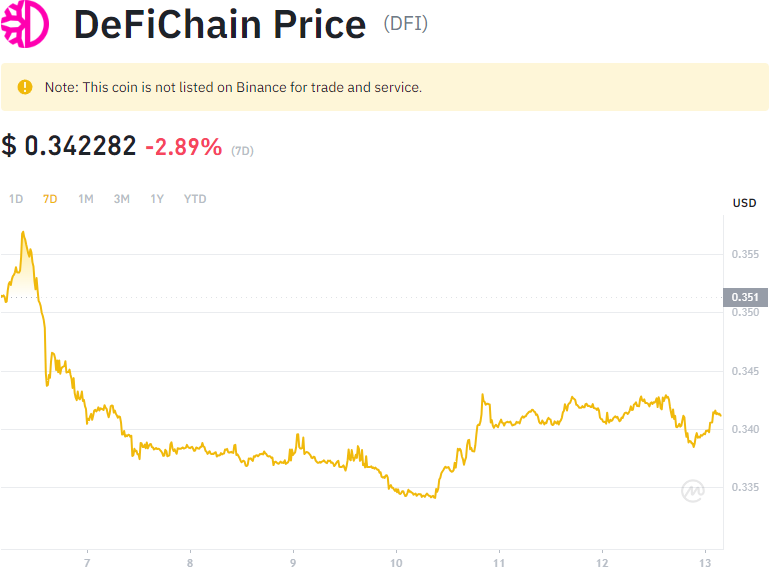 DeFiChain Price (DFI)
Note: This coin is not listed on Binance for trade and service.
$ 0.342282 -2.89% (7D)
1D 7D 1M 3M 1Y YTD
USD
0.355
0.351
0.350
0.345
0.340
0.335
7 8 9 10 11 12 13